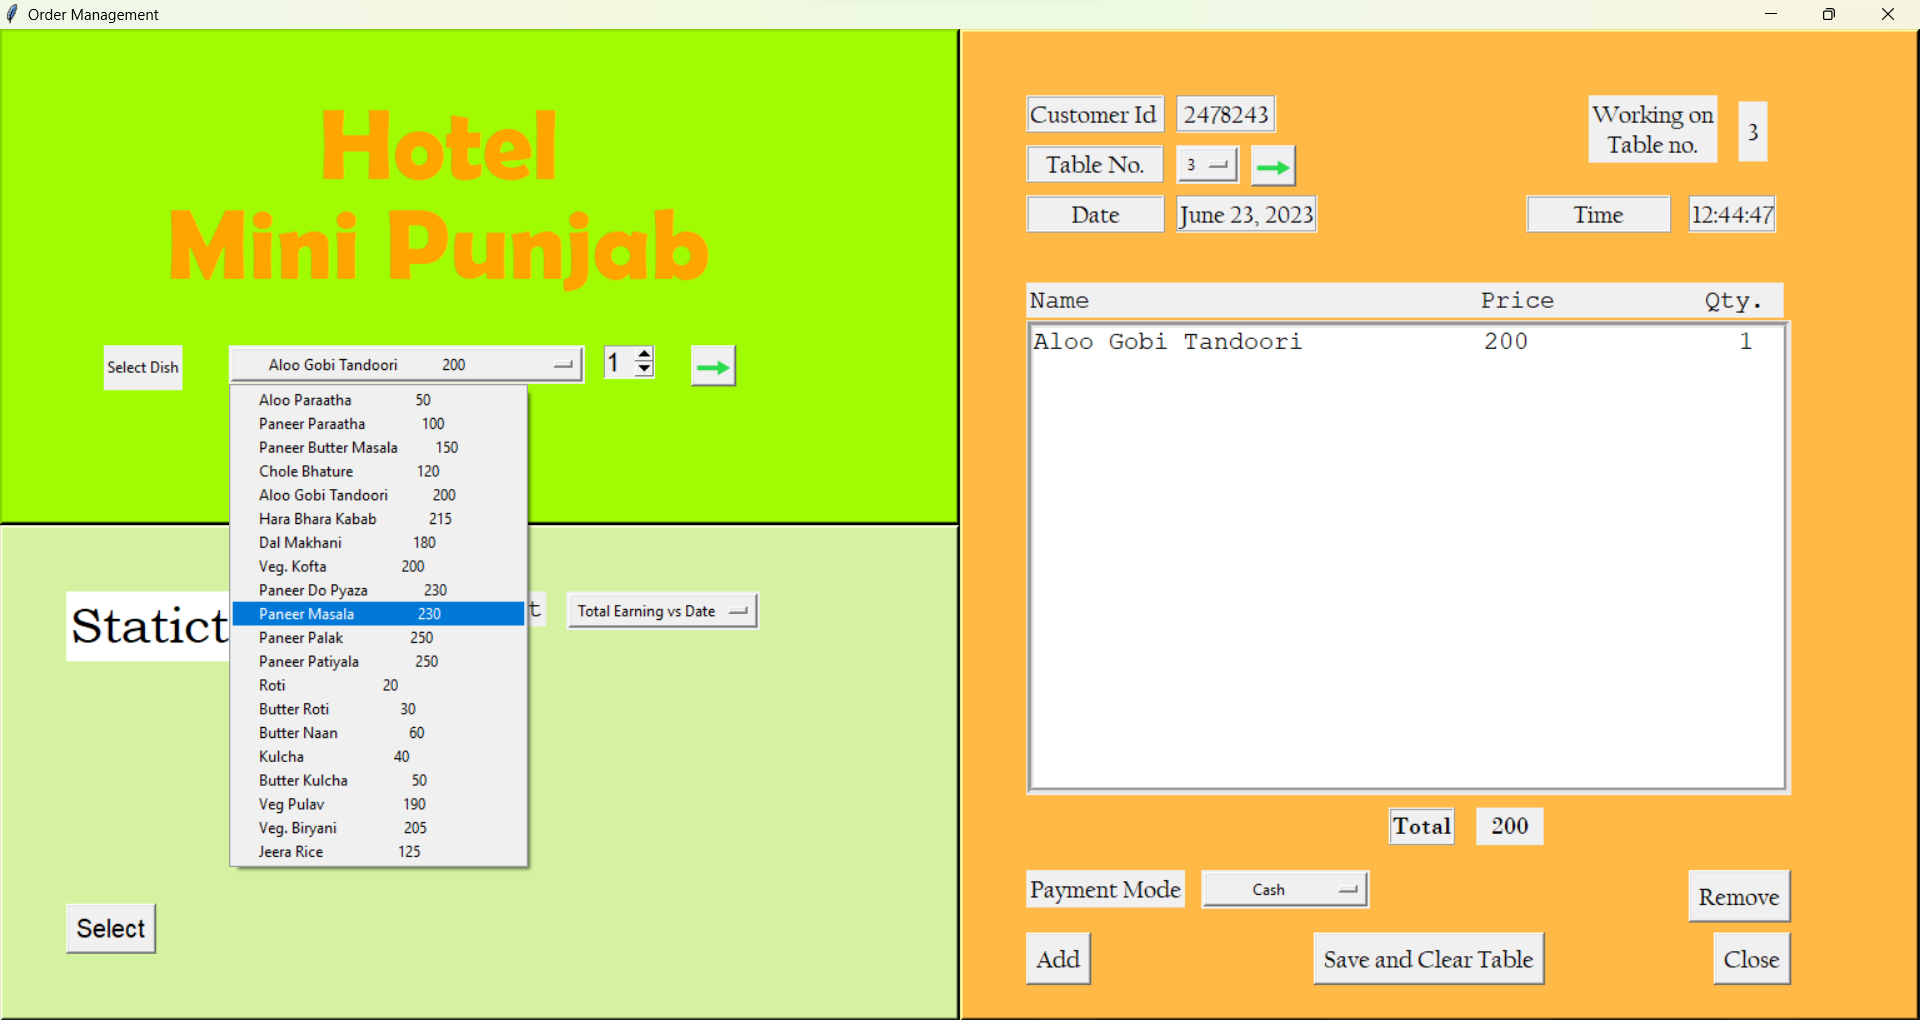 Order Management
Hotel
Mini Punjab
Select Dish
Aloo Gobi Tandoori 200
1
Aloo Paraatha 50
Paneer Paraatha 100
Paneer Butter Masala 150
Chole Bhature 120
Aloo Gobi Tandoori 200
Hara Bhara Kabab 215
Dal Makhani 180
Veg. Kofta 200
Paneer Do Pyaza 230
Paneer Masala 230
Paneer Palak 250
Paneer Patiyala 250
Roti 20
Butter Roti 30
Butter Naan 60
Kulcha 40
Butter Kulcha 50
Veg Pulav 190
Veg. Biryani 205
Jeera Rice 125
Statict
t
Total Earning vs Date
Select
Customer Id 2478243
Table No. 3
Date June 23, 2023
Working on
Table no.
3
Time 12:44:47
Name Price Qty.
Aloo Gobi Tandoori 200 1
Total 200
Payment Mode Cash
Remove
Add
Save and Clear Table
Close